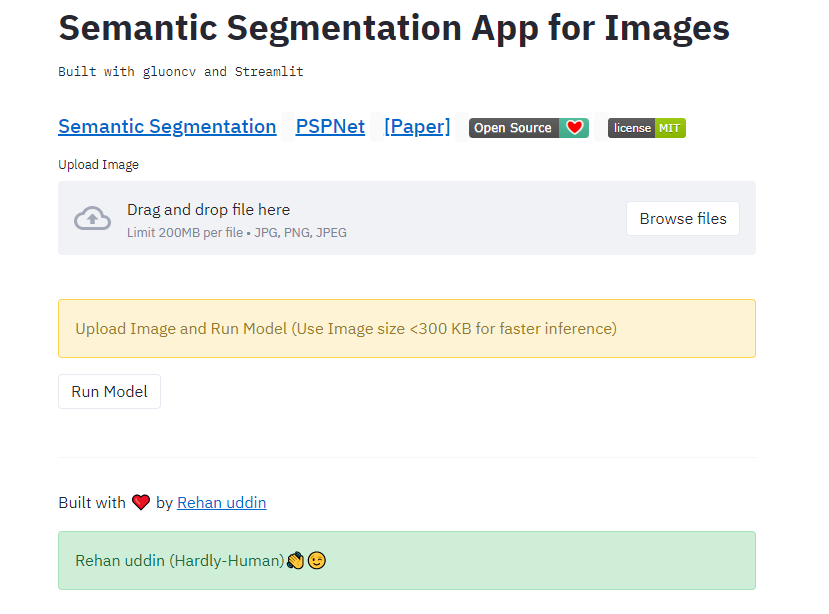 Semantic Segmentation App for Images
Built with gluoncv and Streamlit
Semantic Segmentation PSPNet [Paper] Open Source license MIT
Upload Image
Drag and drop file here
Limit 200MB per file • JPG, PNG, JPEG
Browse files
Upload Image and Run Model (Use Image size <300 KB for faster inference)
Run Model
Built with ❤️ by Rehan uddin
Rehan uddin (Hardly-Human)👏😉